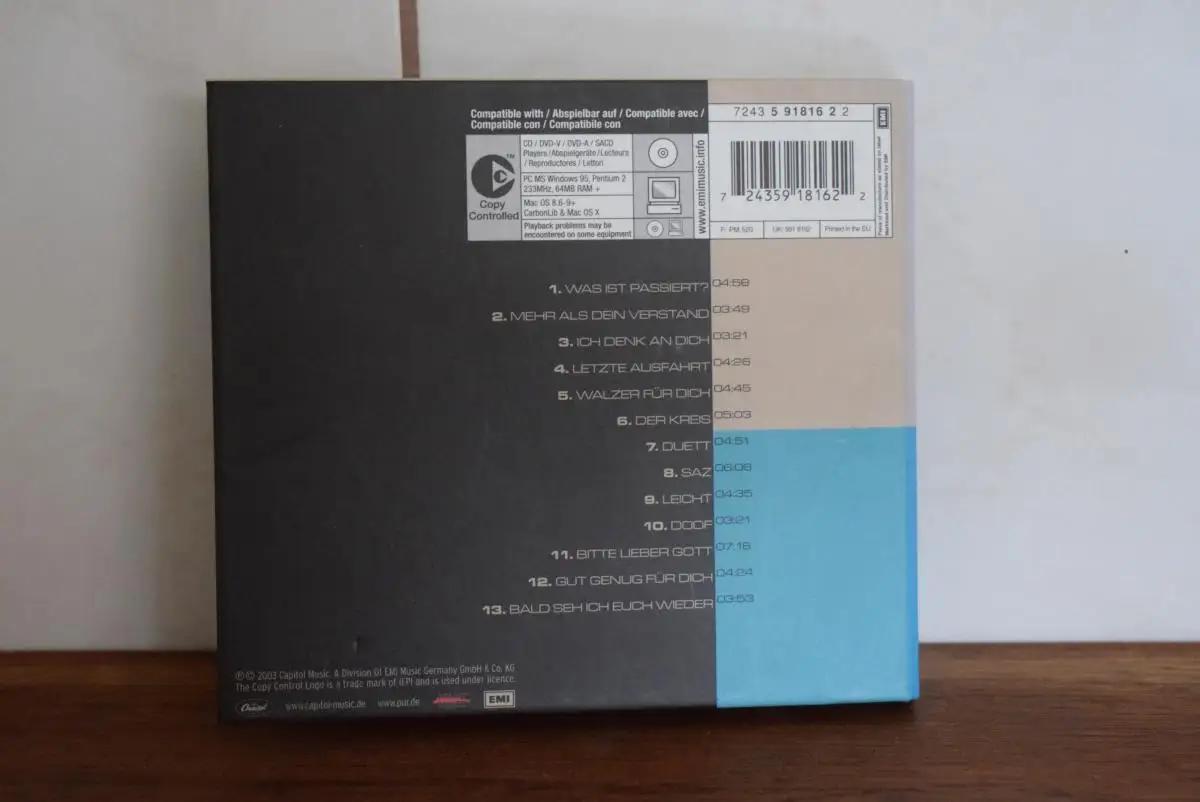 Compatible with / Abspielbar auf / Compatible avec /
Compatible con / Compatibile con
Copy
Controlled
TM
CD / DVD-V / DVD-A / SACD
Players/Abspielgeräte/Lecteurs
/ Reproductores / Lettori
PC MS Windows 95, Pentium 2
233MHz, 64MB RAM +
Mac OS 8.6-9+
CarbonLib & Mac OS X
Playback problems may be
encountered on some equipment
www.emimusic.info
7243 5 91816 2 2
EMI
7 24359 18162 2
F: PM 520
UK: 591 8162
Printed in the EU
1. WAS IST PASSIERT? 04:58
2. MEHR ALS DEIN VERSTAND 03:49
3. ICH DENK AN DICH 03:21
4. LETZTE AUSFAHRT 04:26
5. WALZER FÜR DICH 04:45
6. DER KREIS 05:03
7. DUETT 04:51
8. SAZ 06:08
9. LEICHT 04:35
10. DOOF 03:21
11. BITTE LIEBER GOTT 07:16
12. GUT GENUG FÜR DICH 04:24
13. BALD SEH ICH EUCH WIEDER 03:53
℗© 2003 Capitol Music. A Division Of EMI Music Germany GmbH & Co. KG
The Copy Control Logo is a trade mark of IFPI and is used under licence.
Capitol www.capitol-music.de www.pur.de EMI